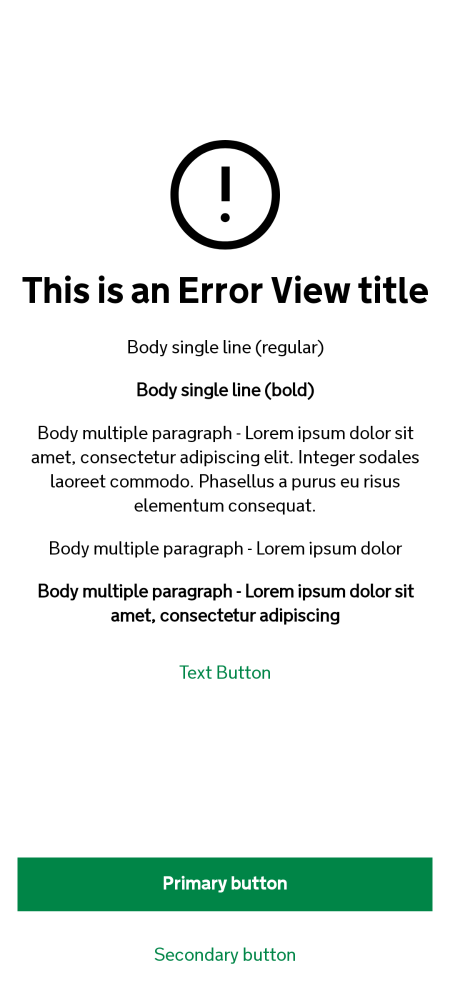 This is an Error View title
Body single line (regular)
Body single line (bold)
Body multiple paragraph - Lorem ipsum dolor sit
amet, consectetur adipiscing elit. Integer sodales
laoreet commodo. Phasellus a purus eu risus
elementum consequat.
Body multiple paragraph - Lorem ipsum dolor
Body multiple paragraph - Lorem ipsum dolor sit
amet, consectetur adipiscing
Text Button
Primary button
Secondary button